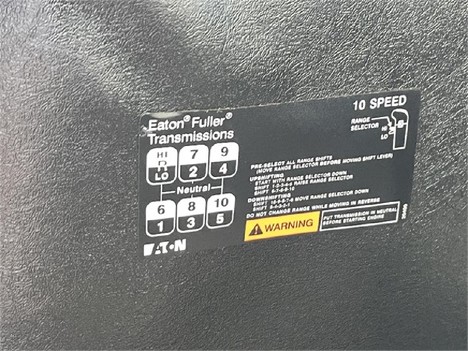 Eaton® Fuller®
Transmissions
10 SPEED
RANGE
SELECTOR
HI
LO
HI 7 9
LO 2 4
Neutral
6 8 10
1 3 5
PRE-SELECT ALL RANGE SHIFTS
(MOVE RANGE SELECTOR BEFORE MOVING SHIFT LEVER)
UPSHIFTING
START WITH RANGE SELECTOR DOWN
SHIFT 1-2-3-4-5 RAISE RANGE SELECTOR
SHIFT 6-7-8-9-10
DOWNSHIFTING
SHIFT 10-9-8-7-6 MOVE RANGE SELECTOR DOWN
SHIFT 5-4-3-2-1
DO NOT CHANGE RANGE WHILE MOVING IN REVERSE
WARNING
PUT TRANSMISSION IN NEUTRAL
BEFORE STARTING ENGINE
EATON